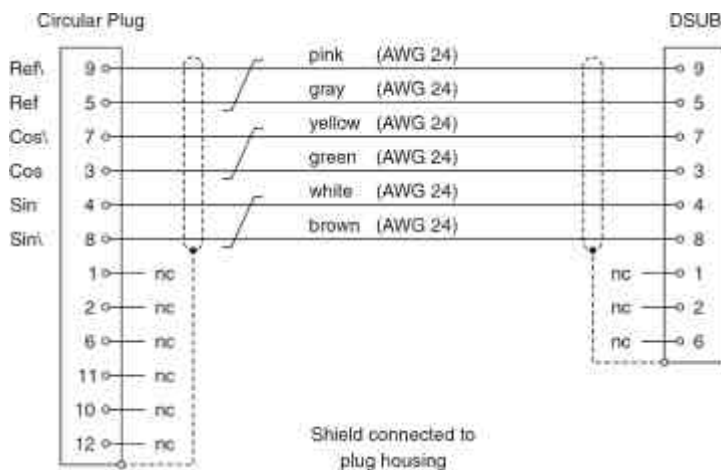 Circular Plug DSUB
Ref\ 9 pink (AWG 24) 9
Ref 5 gray (AWG 24) 5
Cos\ 7 yellow (AWG 24) 7
Cos 3 green (AWG 24) 3
Sin 4 white (AWG 24) 4
Sin\ 8 brown (AWG 24) 8
1 nc nc 1
2 nc nc 2
6 nc nc 6
11 nc
10 nc
12 nc
Shield connected to
plug housing